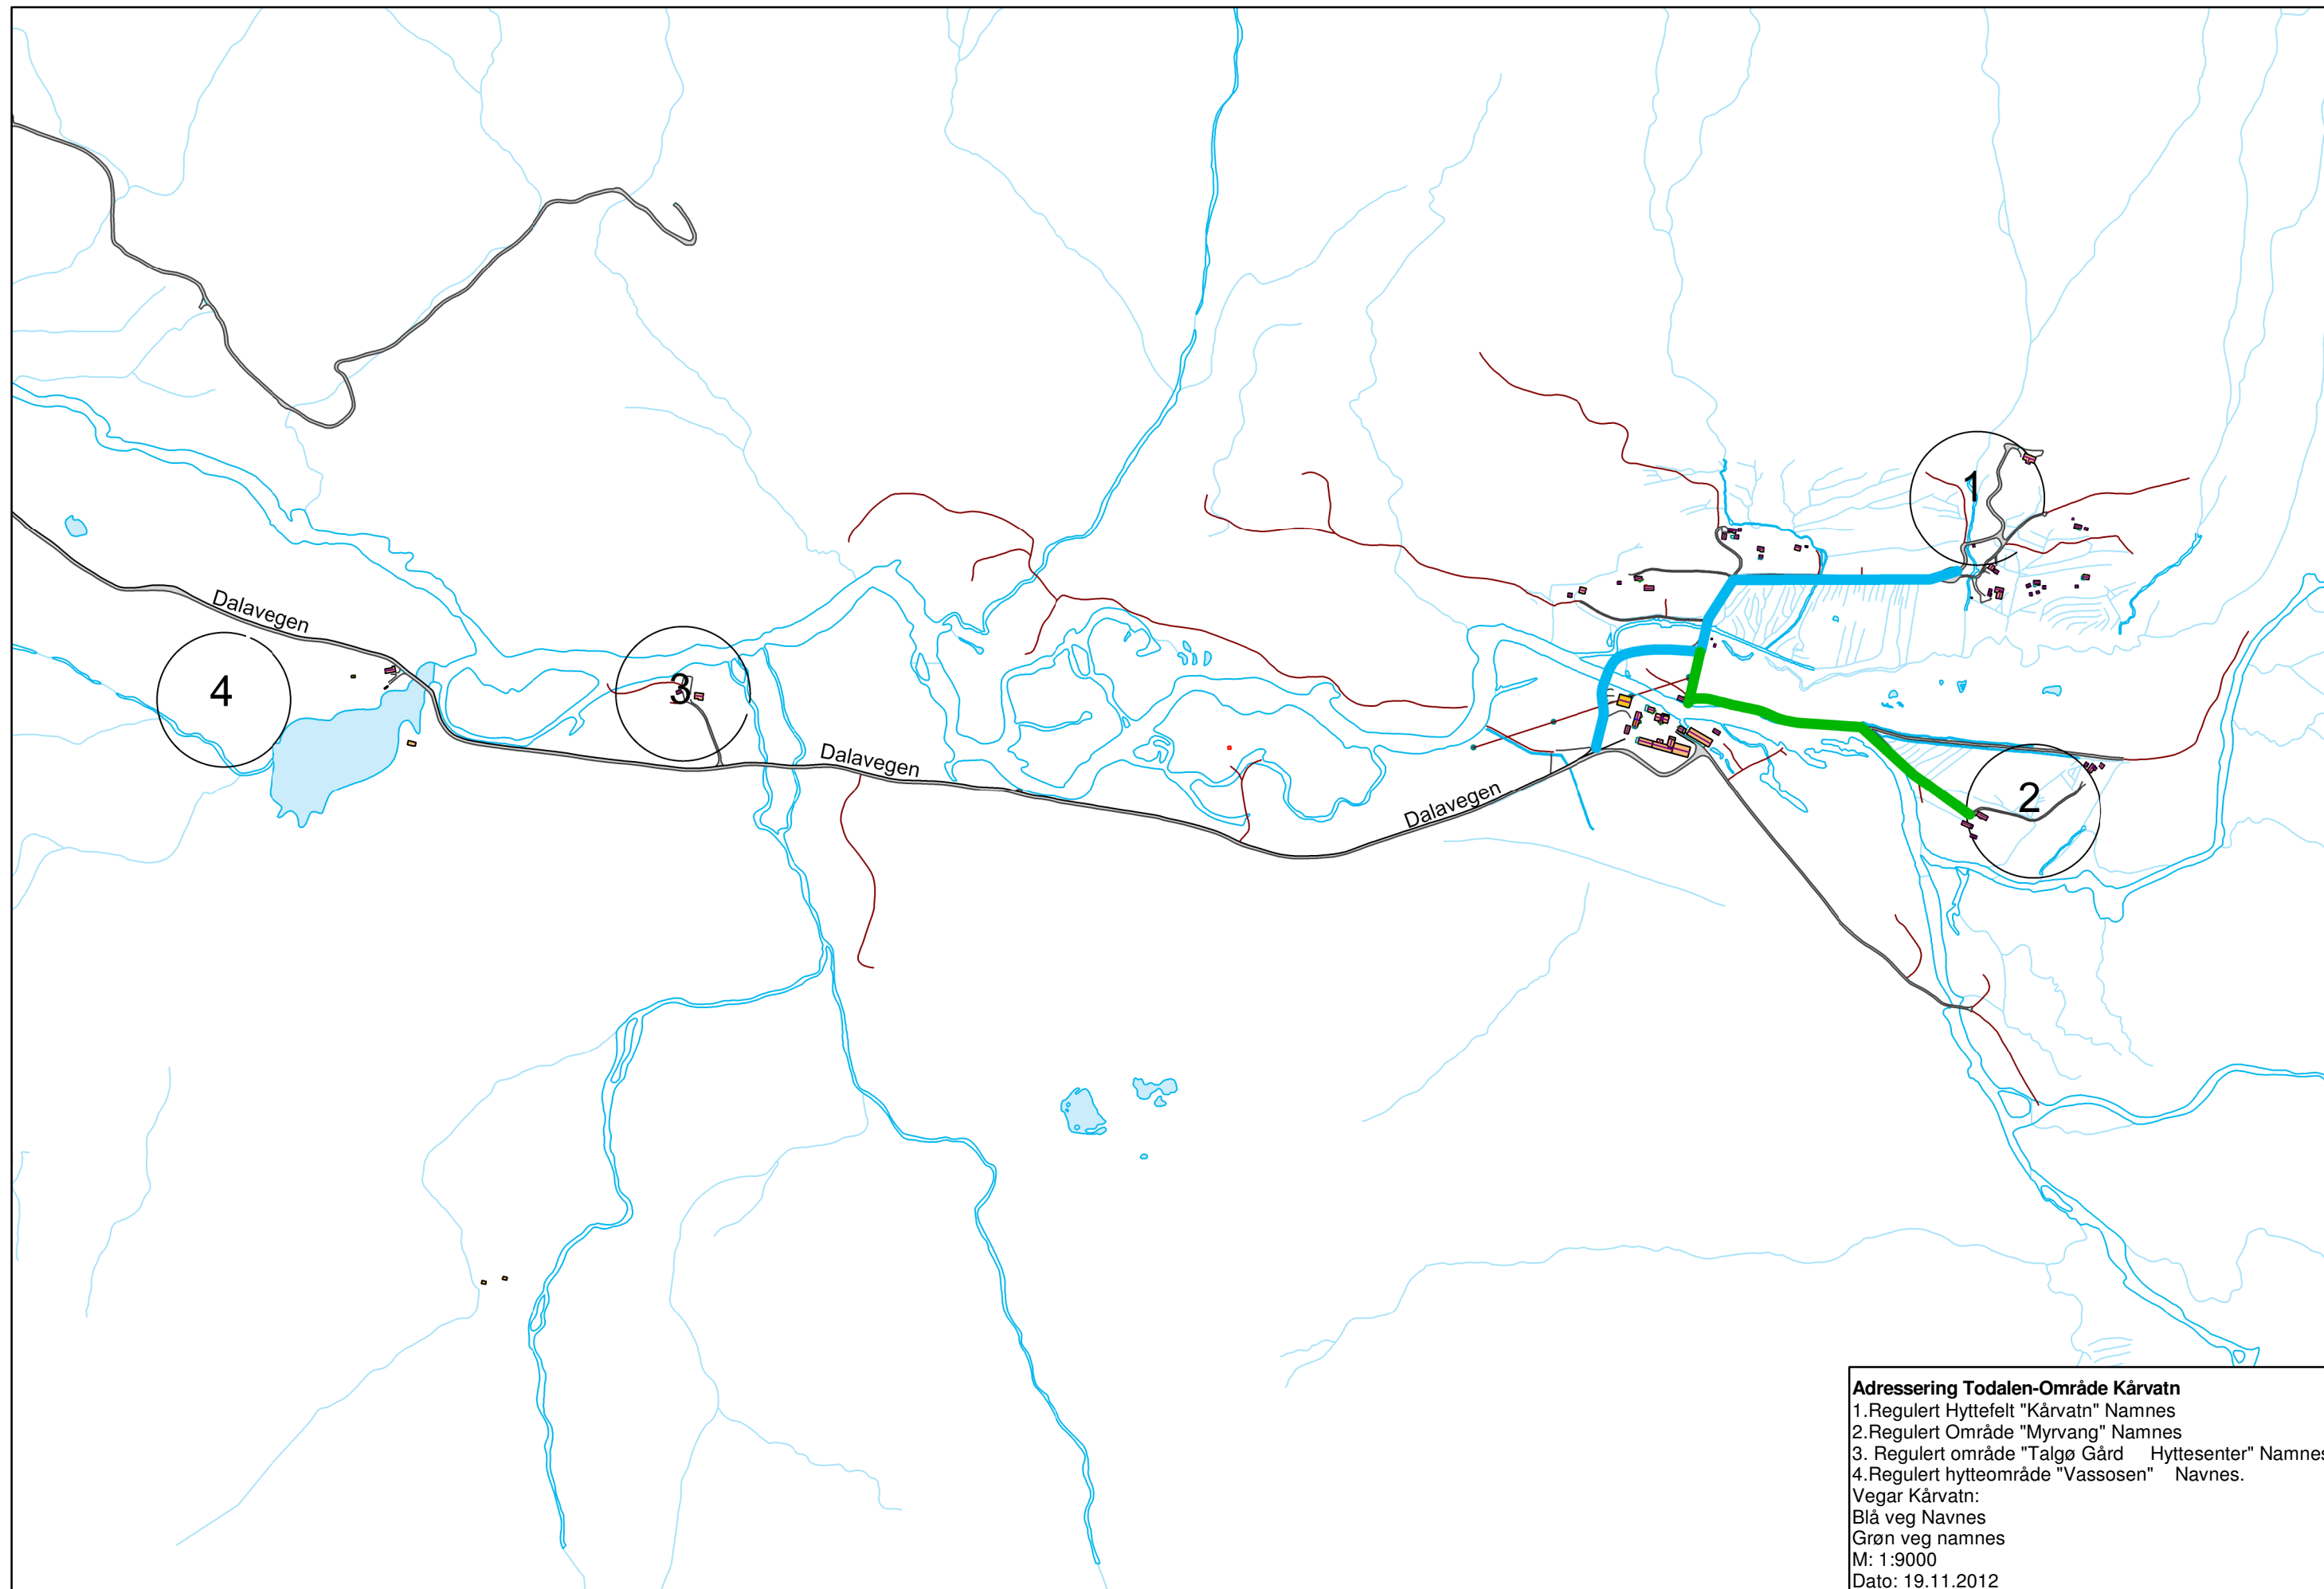 1
Dalavegen
4
3
Dalavegen
Dalavegen
2
Adressering Todalen-Område Kårvatn
1.Regulert Hyttefelt "Kårvatn" Namnes
2.Regulert Område "Myrvang" Namnes
3. Regulert område "Talgø Gård    Hyttesenter" Namnes
4.Regulert hytteområde "Vassosen"    Navnes.
Vegar Kårvatn:
Blå veg Navnes
Grøn veg namnes
M: 1:9000
Dato: 19.11.2012